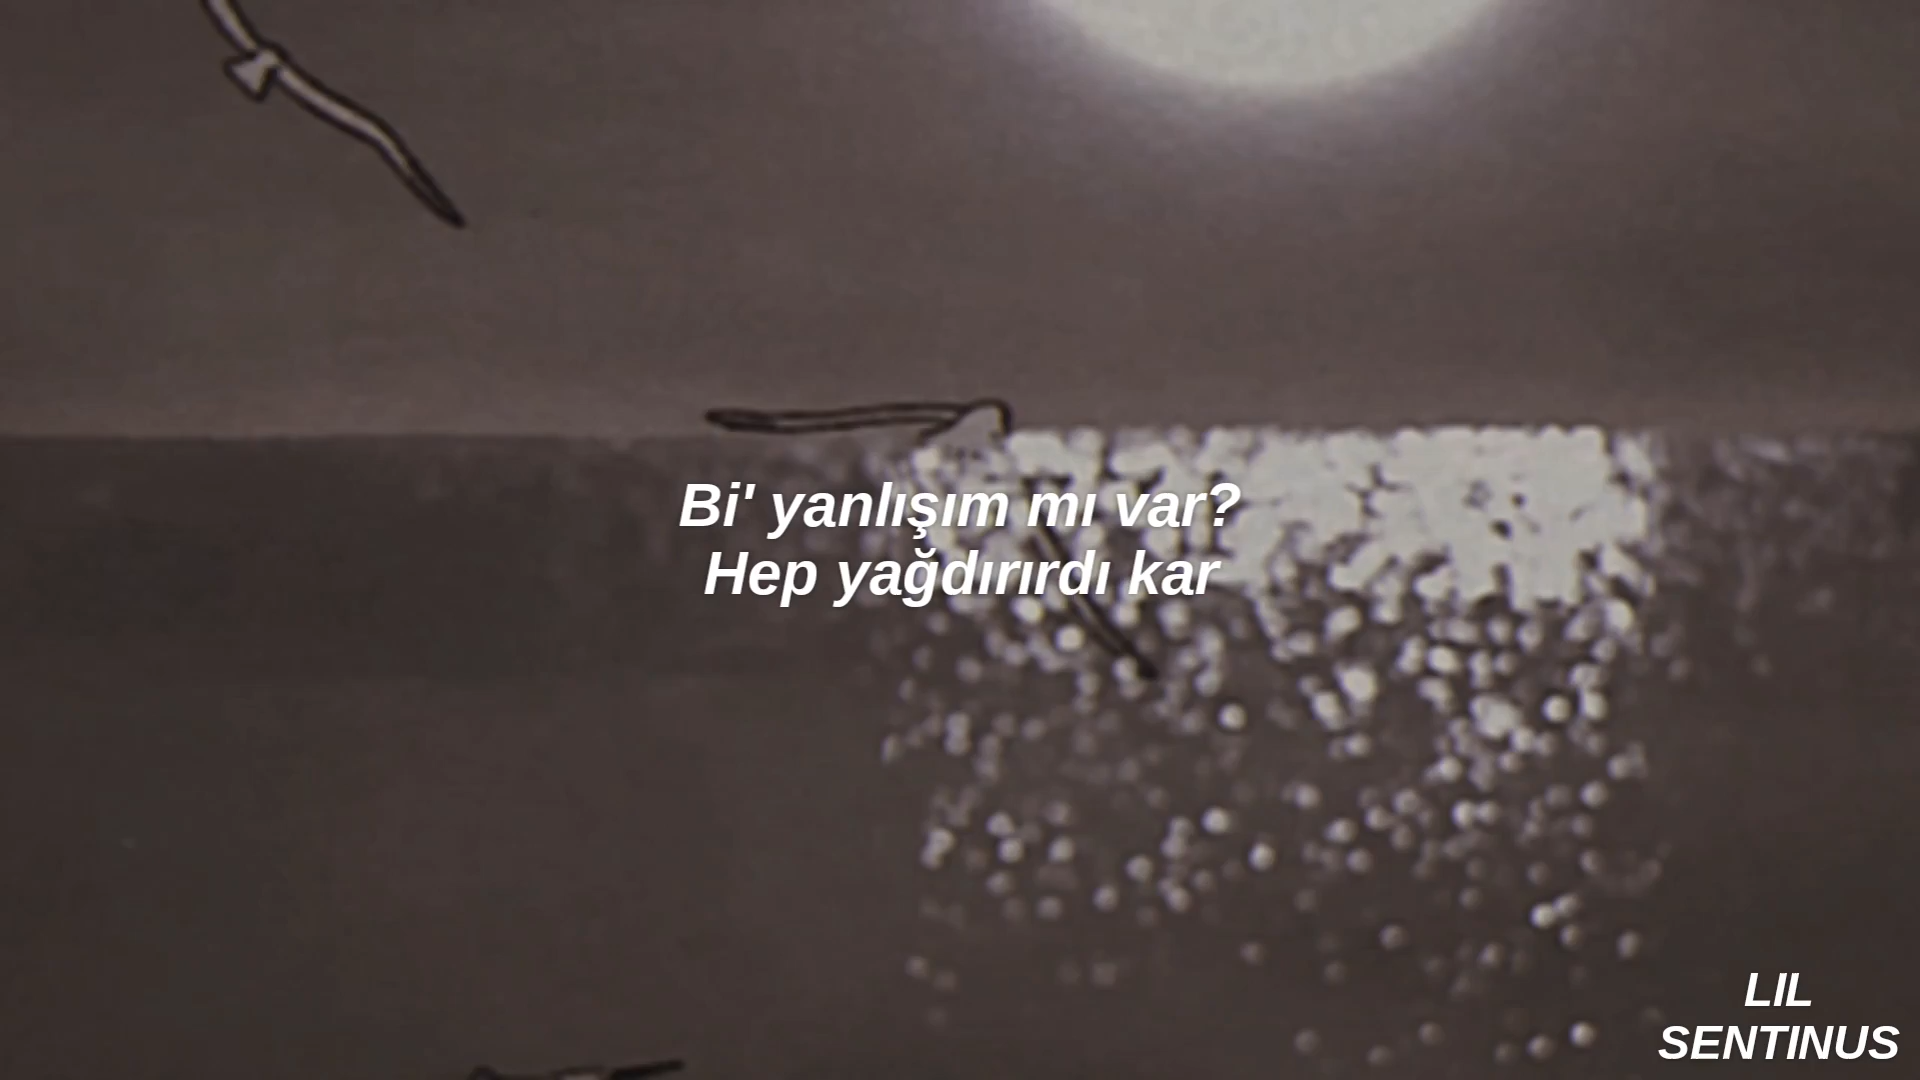 Bi' yanlışım mı var?
Hep yağdırırdı kar
LIL
SENTINUS